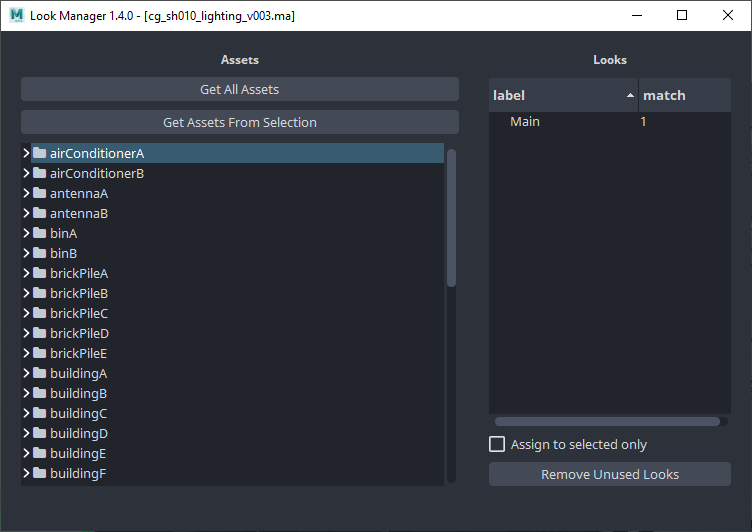 Look Manager 1.4.0 - [cg_sh010_lighting_v003.ma]
Assets
Get All Assets
Get Assets From Selection
airConditionerA
airConditionerB
antennaA
antennaB
binA
binB
brickPileA
brickPileB
brickPileC
brickPileD
brickPileE
buildingA
buildingB
buildingC
buildingD
buildingE
buildingF
Looks
label match
Main 1
Assign to selected only
Remove Unused Looks